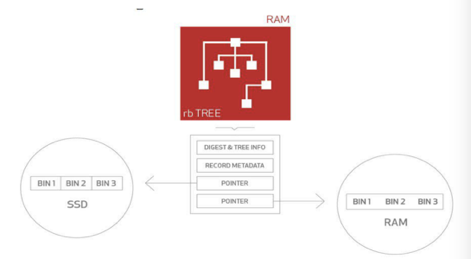 RAM
rb TREE
DIGEST & TREE INFO
RECORD METADATA
POINTER
POINTER
BIN 1 BIN 2 BIN 3
SSD
BIN 1 BIN 2 BIN 3
RAM